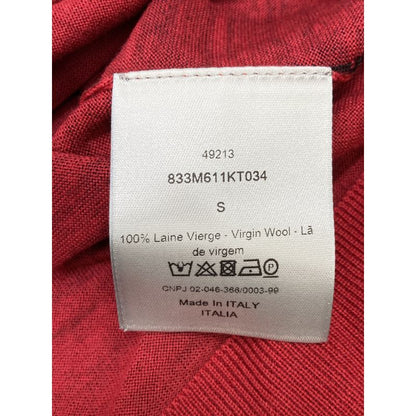 49213
833M611KT034
S
100% Laine Vierge - Virgin Wool - Lã
de virgem
CNPJ 02-046-368/0003-99
Made In ITALY
ITALIA